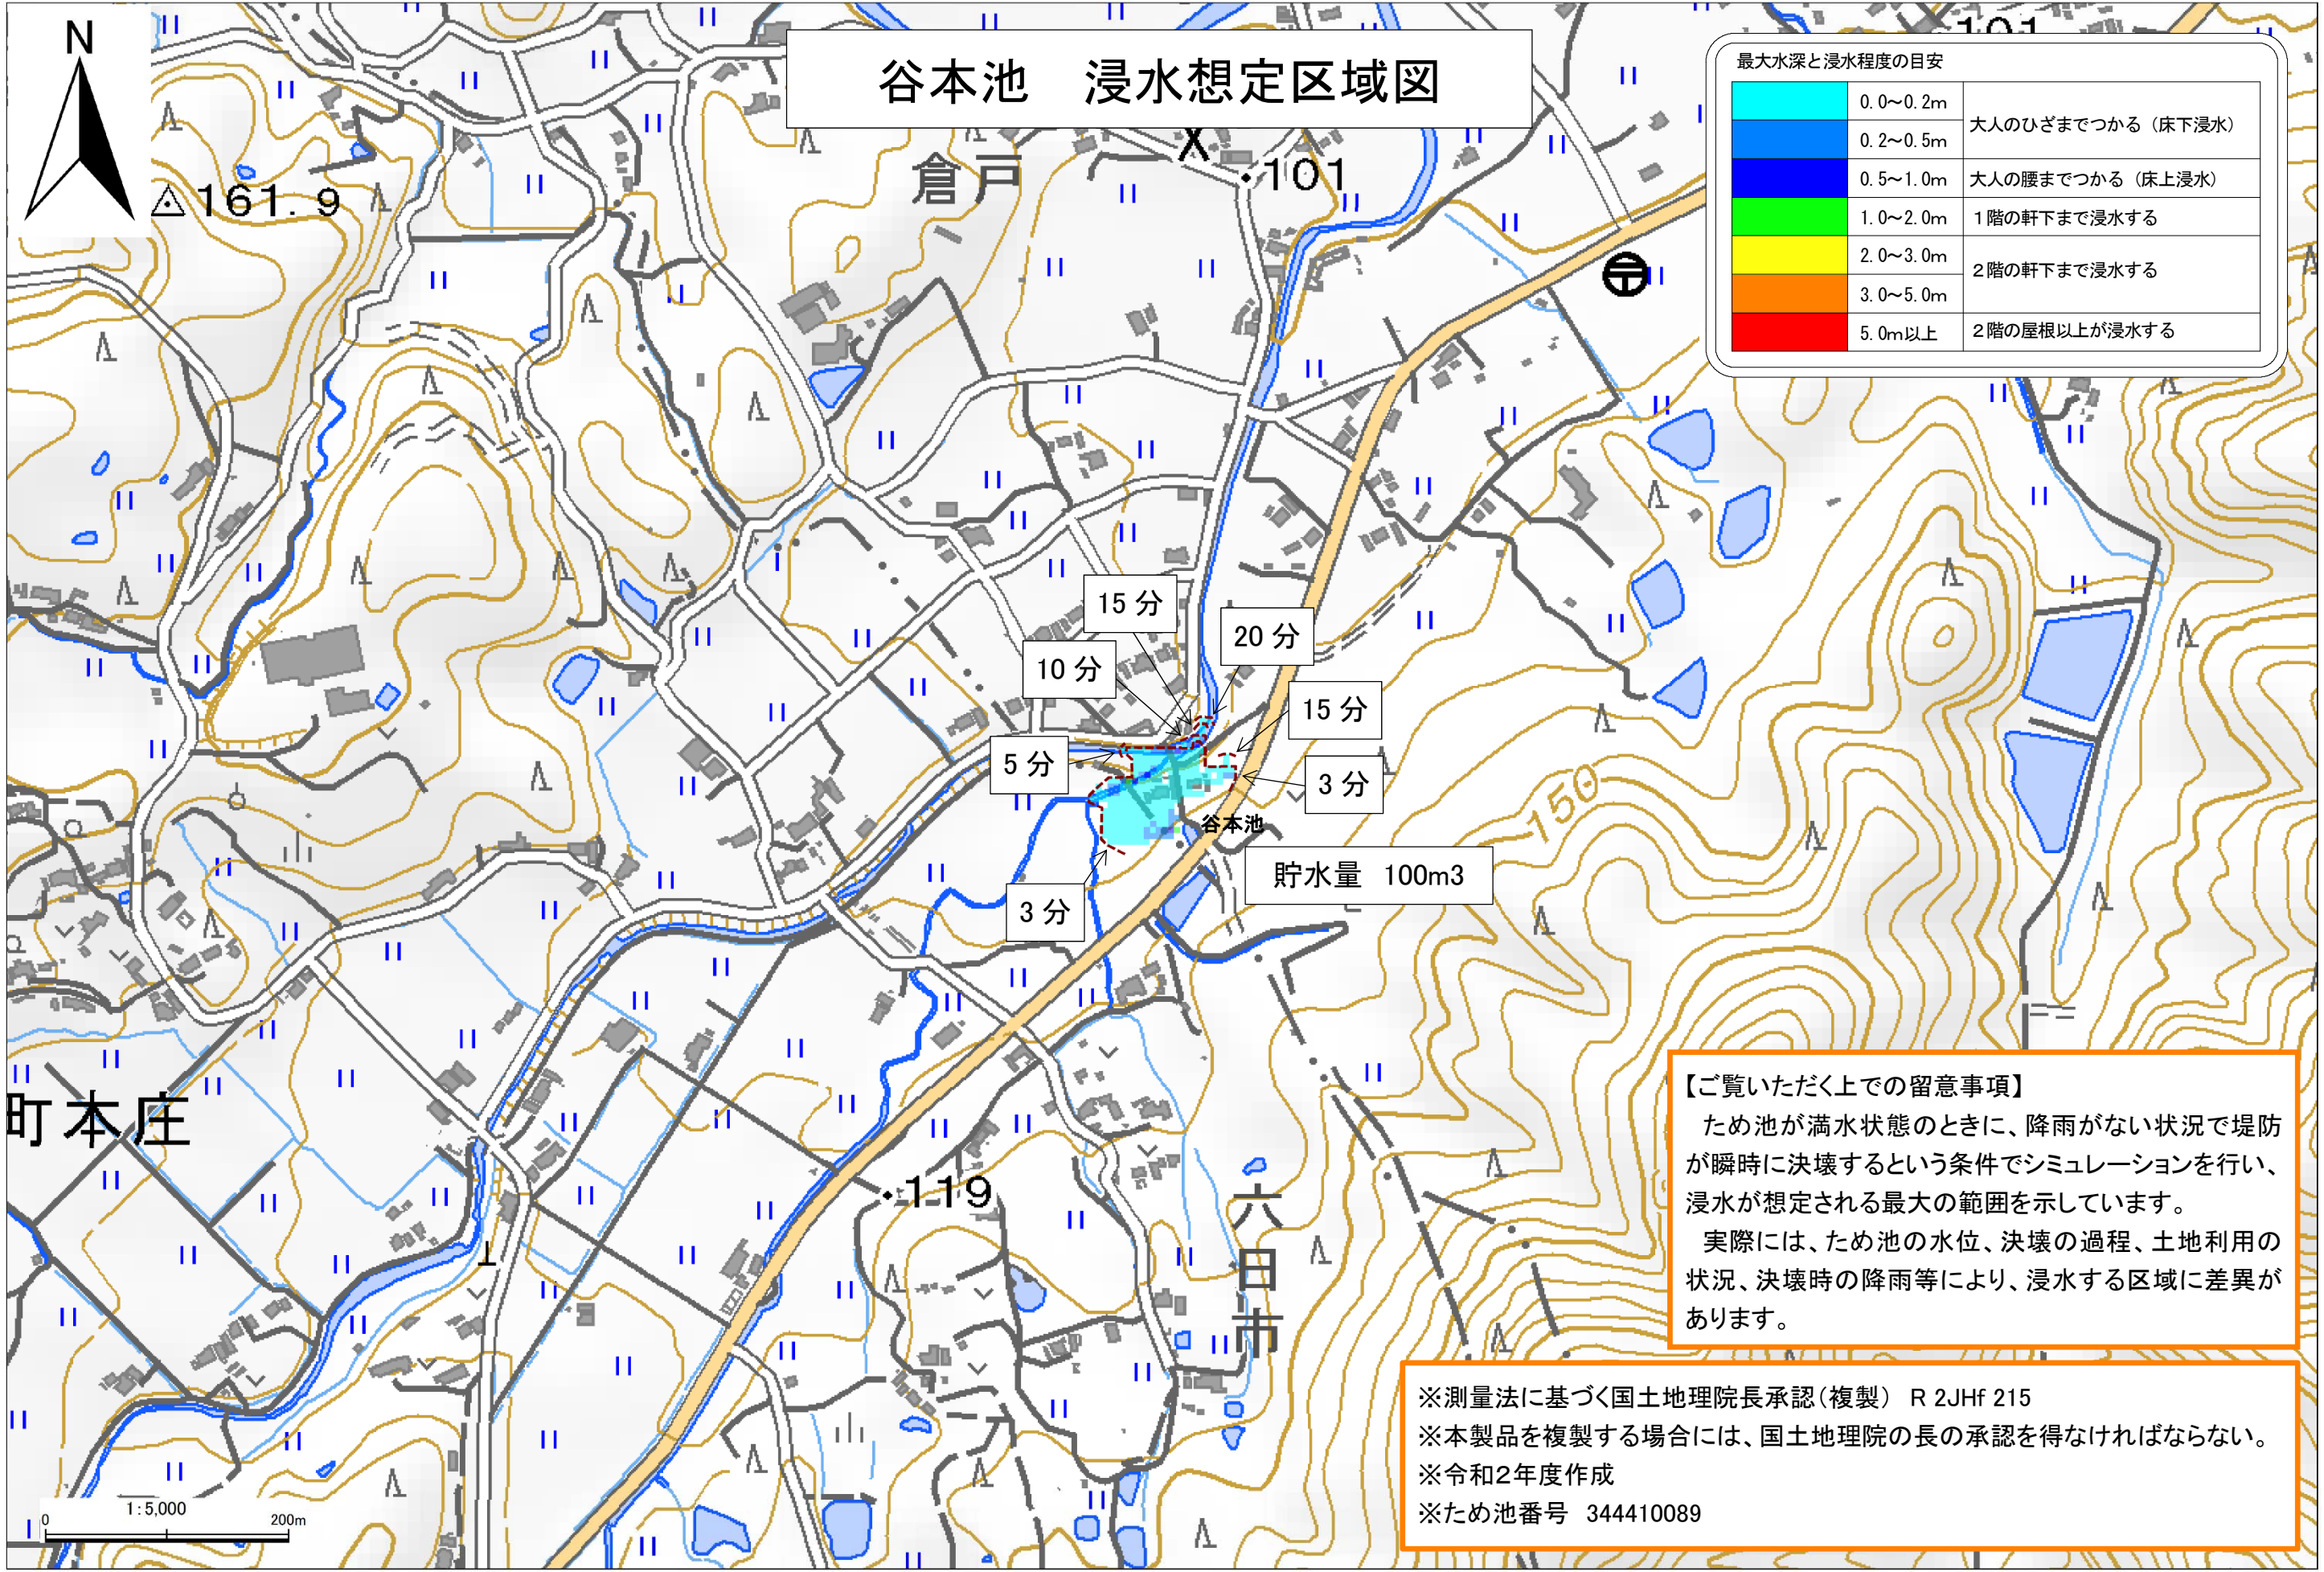 N
谷本池　浸水想定区域図
101
最大水深と浸水程度の目安
0.0～0.2m
大人のひざまでつかる（床下浸水）
0.2～0.5m
0.5～1.0m
大人の腰までつかる（床上浸水）
1.0～2.0m
1階の軒下まで浸水する
2.0～3.0m
2階の軒下まで浸水する
3.0～5.0m
5.0m以上
2階の屋根以上が浸水する
161.9
倉戸
101
15分
20分
10分
15分
5分
3分
谷本池
150
貯水量　100m3
3分
町本庄
119
六日市
【ご覧いただく上での留意事項】
ため池が満水状態のときに、降雨がない状況で堤防
が瞬時に決壊するという条件でシミュレーションを行い、
浸水が想定される最大の範囲を示しています。
実際には、ため池の水位、決壊の過程、土地利用の
状況、決壊時の降雨等により、浸水する区域に差異が
あります。
※測量法に基づく国土地理院長承認（複製）　R 2JHf 215
※本製品を複製する場合には、国土地理院の長の承認を得なければならない。
※令和2年度作成
※ため池番号　344410089
1:5,000
0
200m